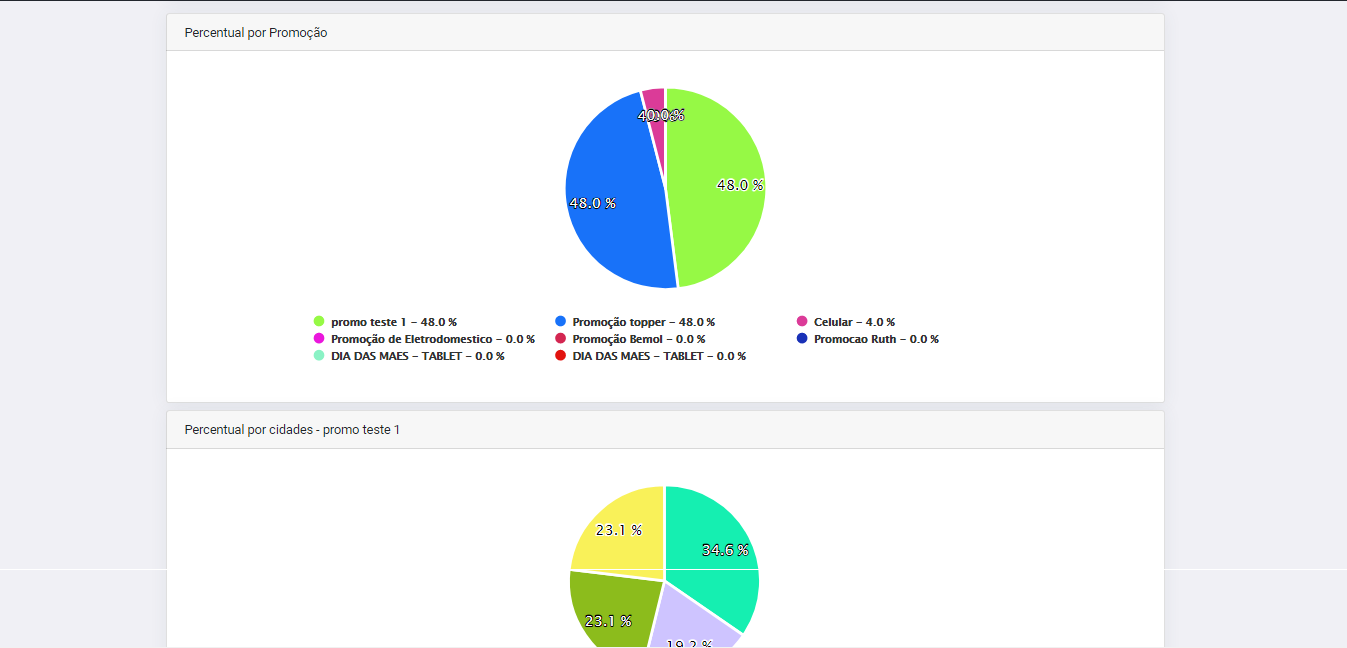 Percentual por Promoção
48.0 %
48.0 %
promo teste 1 – 48.0 %
Promoção topper – 48.0 %
Celular – 4.0 %
Promoção de Eletrodomestico – 0.0 %
Promoção Bemol – 0.0 %
Promocao Ruth – 0.0 %
DIA DAS MAES – TABLET – 0.0 %
DIA DAS MAES – TABLET – 0.0 %
Percentual por cidades - promo teste 1
23.1 %
34.6 %
23.1 %
19.2 %